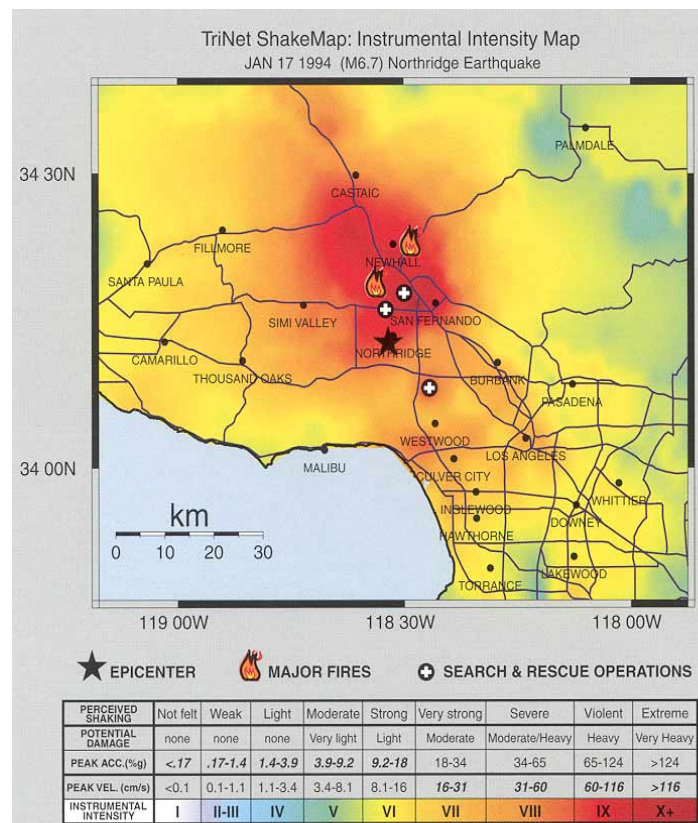 TriNet ShakeMap: Instrumental Intensity Map
JAN 17 1994 (M6.7) Northridge Earthquake
PALMDALE
34 30N
CASTAIC
FILLMORE
NEWHALL
SANTA PAULA
SIMI VALLEY
SAN FERNANDO
CAMARILLO
NORTHRIDGE
THOUSAND OAKS
BURBANK
PASADENA
WESTWOOD
LOS ANGELES
34 00N
MALIBU
CULVER CITY
WHITTIER
km
INGLEWOOD
DOWNEY
0 10 20 30
HAWTHORNE
TORRANCE
LAKEWOOD
119 00W 118 30W 118 00W
EPICENTER MAJOR FIRES SEARCH & RESCUE OPERATIONS
PERCEIVED SHAKING Not felt Weak Light Moderate Strong Very strong Severe Violent Extreme
POTENTIAL DAMAGE none none none Very light Light Moderate Moderate/Heavy Heavy Very Heavy
PEAK ACC.(%g) <.17 .17-1.4 1.4-3.9 3.9-9.2 9.2-18 18-34 34-65 65-124 >124
PEAK VEL. (cm/s) <0.1 0.1-1.1 1.1-3.4 3.4-8.1 8.1-16 16-31 31-60 60-116 >116
INSTRUMENTAL INTENSITY I II-III IV V VI VII VIII IX X+